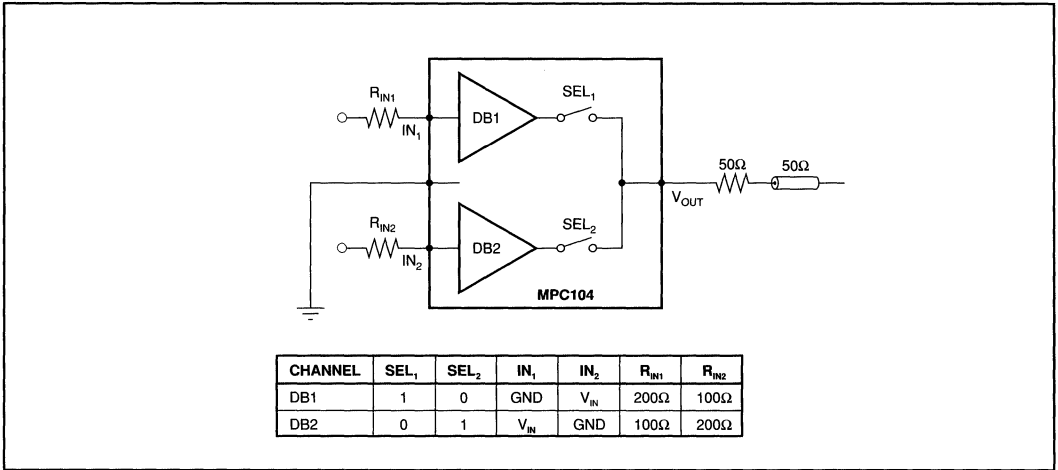 R_IN1
IN_1
DB1
SEL_1
50Ω 50Ω
V_OUT
R_IN2
IN_2
DB2
SEL_2
MPC104
CHANNEL SEL_1 SEL_2 IN_1 IN_2 R_IN1 R_IN2
DB1 1 0 GND V_IN 200Ω 100Ω
DB2 0 1 V_IN GND 100Ω 200Ω